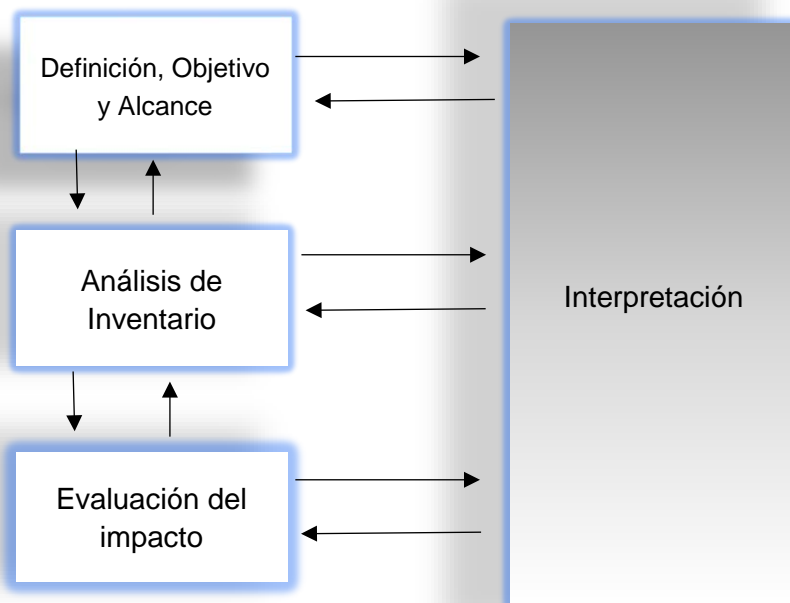 Definición, Objetivo
y Alcance
Análisis de
Inventario
Interpretación
Evaluación del
impacto